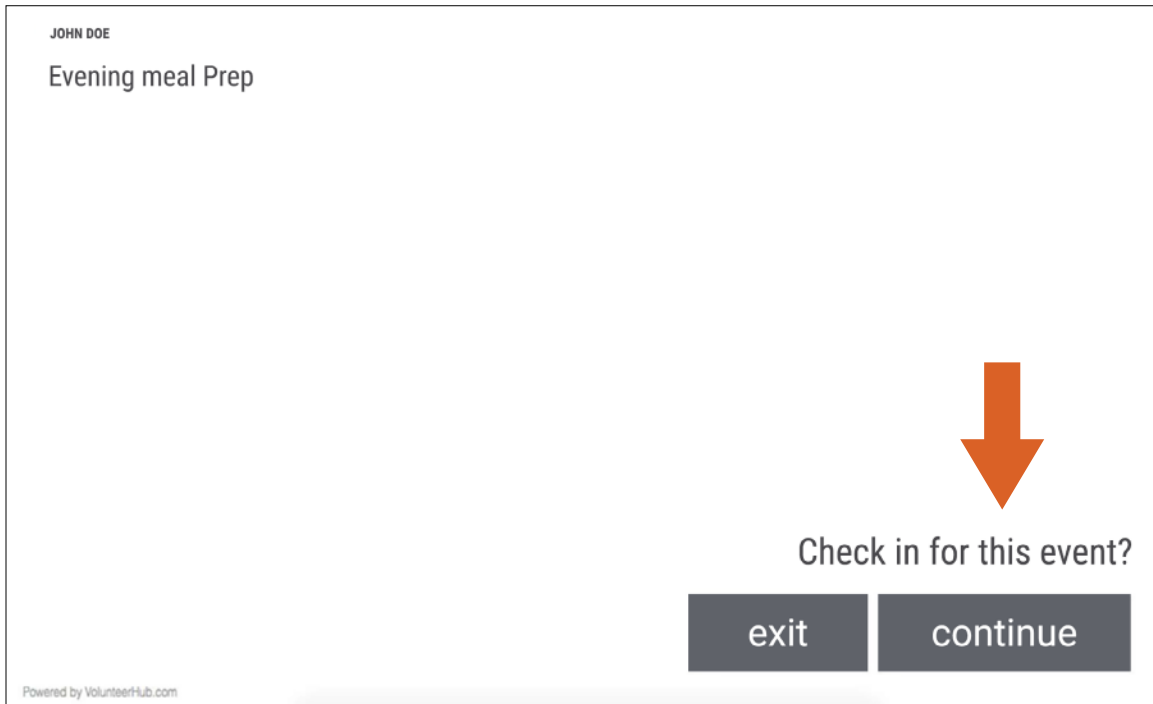 JOHN DOE
Evening meal Prep
Check in for this event?
exit continue
Powered by VolunteerHub.com